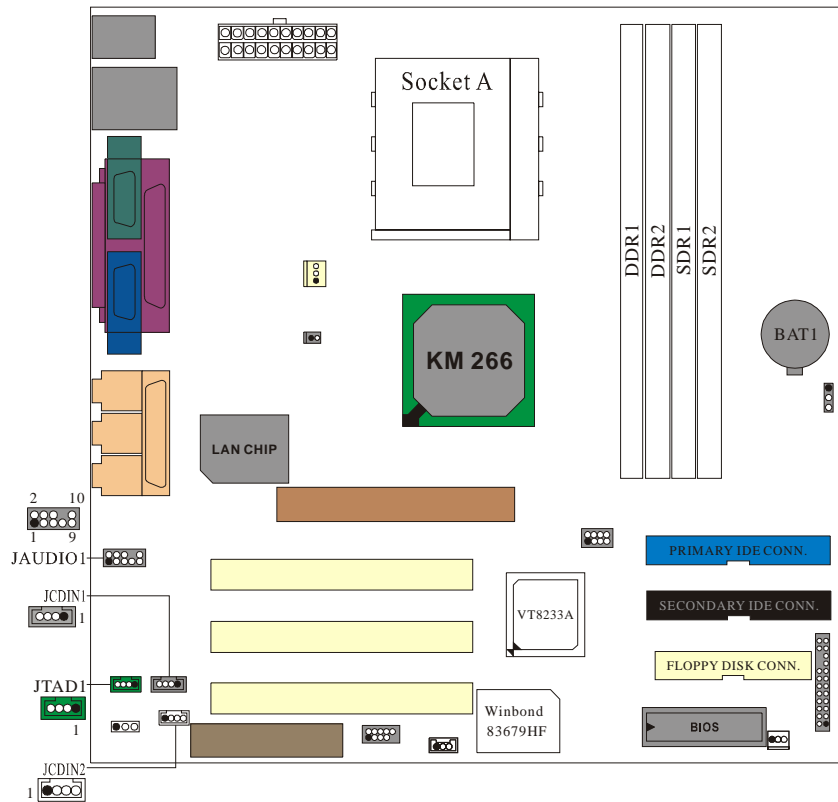 Socket A
DDR1
DDR2
SDR1
SDR2
BAT1
KM 266
LAN CHIP
2 10
1 9
JAUDIO1
PRIMARY IDE CONN.
JCDIN1
1
VT8233A
SECONDARY IDE CONN.
FLOPPY DISK CONN.
JTAD1
1
Winbond
83679HF
BIOS
JCDIN2
1